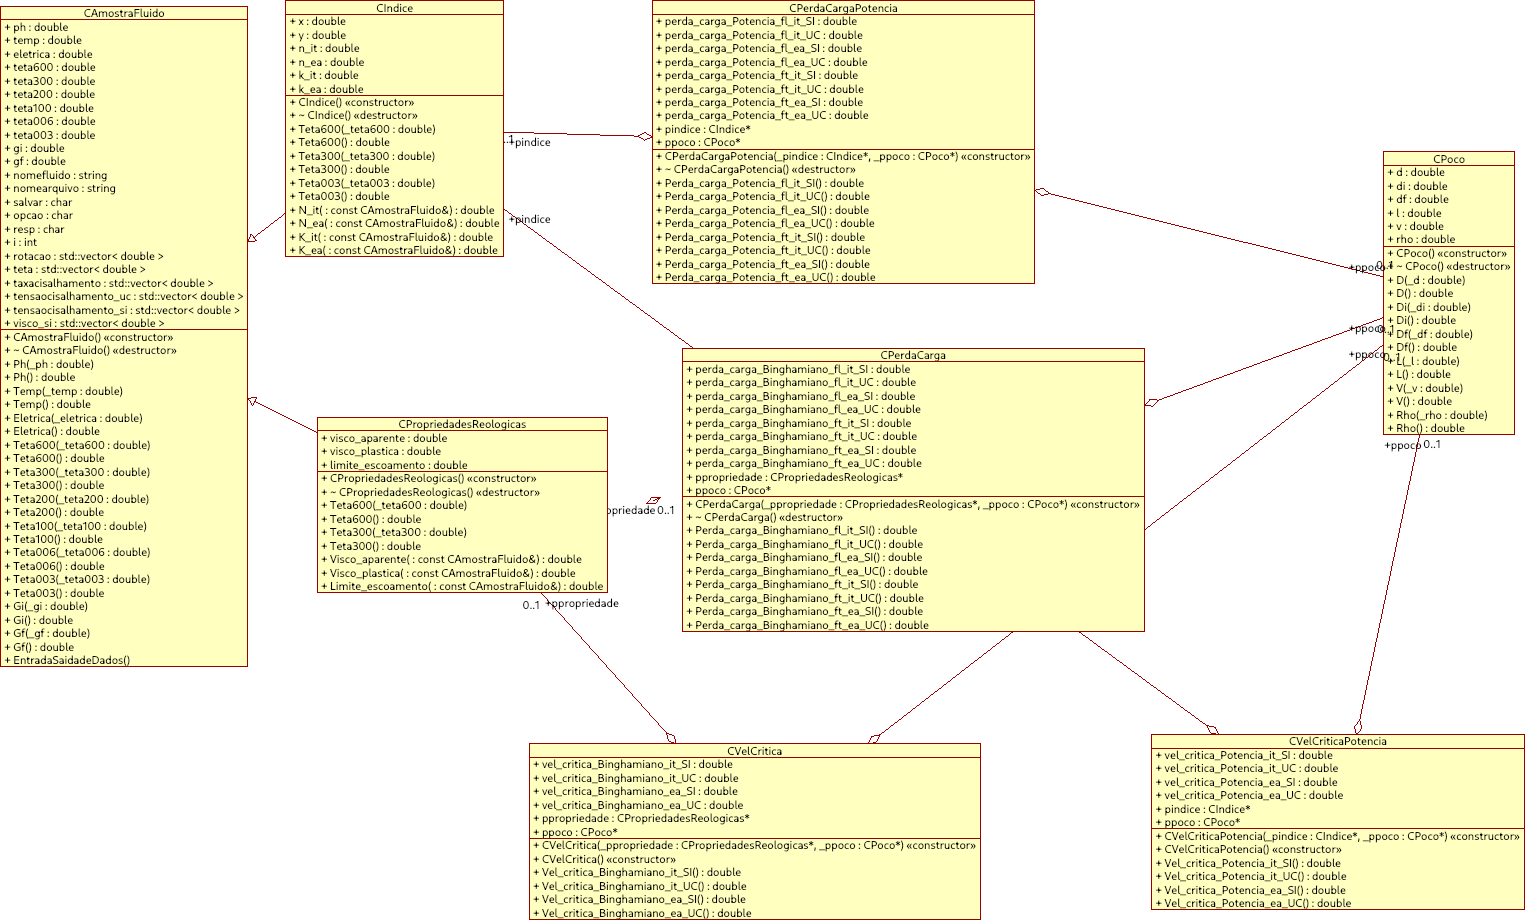 CAmostraFluido
+ ph : double
+ temp : double
+ eletrica : double
+ teta600 : double
+ teta300 : double
+ teta200 : double
+ teta100 : double
+ teta006 : double
+ teta003 : double
+ gi : double
+ gf : double
+ nomefluido : string
+ nomearquivo : string
+ salvar : char
+ opcao : char
+ resp : char
+ i : int
+ rotacao : std::vector< double >
+ teta : std::vector< double >
+ taxacisalhamento : std::vector< double >
+ tensaocisalhamento_uc : std::vector< double >
+ tensaocisalhamento_si : std::vector< double >
+ visco_si : std::vector< double >
+ CAmostraFluido() «constructor»
+ ~ CAmostraFluido() «destructor»
+ Ph(_ph : double)
+ Ph() : double
+ Temp(_temp : double)
+ Temp() : double
+ Eletrica(_eletrica : double)
+ Eletrica() : double
+ Teta600(_teta600 : double)
+ Teta600() : double
+ Teta300(_teta300 : double)
+ Teta300() : double
+ Teta200(_teta200 : double)
+ Teta200() : double
+ Teta100(_teta100 : double)
+ Teta100() : double
+ Teta006(_teta006 : double)
+ Teta006() : double
+ Teta003(_teta003 : double)
+ Teta003() : double
+ Gi(_gi : double)
+ Gi() : double
+ Gf(_gf : double)
+ Gf() : double
+ EntradaSaidadeDados()
CIndice
+ x : double
+ y : double
+ n_it : double
+ n_ea : double
+ k_it : double
+ k_ea : double
+ CIndice() «constructor»
+ ~ CIndice() «destructor»
+ Teta600(_teta600 : double)
+ Teta600() : double
+ Teta300(_teta300 : double)
+ Teta300() : double
+ Teta003(_teta003 : double)
+ Teta003() : double
+ N_it( : const CAmostraFluido&) : double
+ N_ea( : const CAmostraFluido&) : double
+ K_it( : const CAmostraFluido&) : double
+ K_ea( : const CAmostraFluido&) : double
..1
+pindice
+pindice
CPerdaCargaPotencia
+ perda_carga_Potencia_fl_it_SI : double
+ perda_carga_Potencia_fl_it_UC : double
+ perda_carga_Potencia_fl_ea_SI : double
+ perda_carga_Potencia_fl_ea_UC : double
+ perda_carga_Potencia_ft_it_SI : double
+ perda_carga_Potencia_ft_it_UC : double
+ perda_carga_Potencia_ft_ea_SI : double
+ perda_carga_Potencia_ft_ea_UC : double
+ pindice : CIndice*
+ ppoco : CPoco*
+ CPerdaCargaPotencia(_pindice : CIndice*, _ppoco : CPoco*) «constructor»
+ ~ CPerdaCargaPotencia() «destructor»
+ Perda_carga_Potencia_fl_it_SI() : double
+ Perda_carga_Potencia_fl_it_UC() : double
+ Perda_carga_Potencia_fl_ea_SI() : double
+ Perda_carga_Potencia_fl_ea_UC() : double
+ Perda_carga_Potencia_ft_it_SI() : double
+ Perda_carga_Potencia_ft_it_UC() : double
+ Perda_carga_Potencia_ft_ea_SI() : double
+ Perda_carga_Potencia_ft_ea_UC() : double
CPoco
+ d : double
+ di : double
+ df : double
+ l : double
+ v : double
+ rho : double
+ CPoco() «constructor»
+ ~ CPoco() «destructor»
+ D(_d : double)
+ D() : double
+ Di(_di : double)
+ Di() : double
+ Df(_df : double)
+ Df() : double
+ L(_l : double)
+ L() : double
+ V(_v : double)
+ V() : double
+ Rho(_rho : double)
+ Rho() : double
+ppoco 0..1
+ppoco 0..1
+ppoco 0..1
+ppoco 0..1
CPropriedadesReologicas
+ visco_aparente : double
+ visco_plastica : double
+ limite_escoamento : double
+ CPropriedadesReologicas() «constructor»
+ ~ CPropriedadesReologicas() «destructor»
+ Teta600(_teta600 : double)
+ Teta600() : double
+ Teta300(_teta300 : double)
+ Teta300() : double
+ Visco_aparente( : const CAmostraFluido&) : double
+ Visco_plastica( : const CAmostraFluido&) : double
+ Limite_escoamento( : const CAmostraFluido&) : double
opriedade 0..1
0..1 +ppropriedade
CPerdaCarga
+ perda_carga_Binghamiano_fl_it_SI : double
+ perda_carga_Binghamiano_fl_it_UC : double
+ perda_carga_Binghamiano_fl_ea_SI : double
+ perda_carga_Binghamiano_fl_ea_UC : double
+ perda_carga_Binghamiano_ft_it_SI : double
+ perda_carga_Binghamiano_ft_it_UC : double
+ perda_carga_Binghamiano_ft_ea_SI : double
+ perda_carga_Binghamiano_ft_ea_UC : double
+ ppropriedade : CPropriedadesReologicas*
+ ppoco : CPoco*
+ CPerdaCarga(_ppropriedade : CPropriedadesReologicas*, _ppoco : CPoco*) «constructor»
+ ~ CPerdaCarga() «destructor»
+ Perda_carga_Binghamiano_fl_it_SI() : double
+ Perda_carga_Binghamiano_fl_it_UC() : double
+ Perda_carga_Binghamiano_fl_ea_SI() : double
+ Perda_carga_Binghamiano_fl_ea_UC() : double
+ Perda_carga_Binghamiano_ft_it_SI() : double
+ Perda_carga_Binghamiano_ft_it_UC() : double
+ Perda_carga_Binghamiano_ft_ea_SI() : double
+ Perda_carga_Binghamiano_ft_ea_UC() : double
CVelCritica
+ vel_critica_Binghamiano_it_SI : double
+ vel_critica_Binghamiano_it_UC : double
+ vel_critica_Binghamiano_ea_SI : double
+ vel_critica_Binghamiano_ea_UC : double
+ ppropriedade : CPropriedadesReologicas*
+ ppoco : CPoco*
+ CVelCritica(_ppropriedade : CPropriedadesReologicas*, _ppoco : CPoco*) «constructor»
+ CVelCritica() «constructor»
+ Vel_critica_Binghamiano_it_SI() : double
+ Vel_critica_Binghamiano_it_UC() : double
+ Vel_critica_Binghamiano_ea_SI() : double
+ Vel_critica_Binghamiano_ea_UC() : double
CVelCriticaPotencia
+ vel_critica_Potencia_it_SI : double
+ vel_critica_Potencia_it_UC : double
+ vel_critica_Potencia_ea_SI : double
+ vel_critica_Potencia_ea_UC : double
+ pindice : CIndice*
+ ppoco : CPoco*
+ CVelCriticaPotencia(_pindice : CIndice*, _ppoco : CPoco*) «constructor»
+ CVelCriticaPotencia() «constructor»
+ Vel_critica_Potencia_it_SI() : double
+ Vel_critica_Potencia_it_UC() : double
+ Vel_critica_Potencia_ea_SI() : double
+ Vel_critica_Potencia_ea_UC() : double